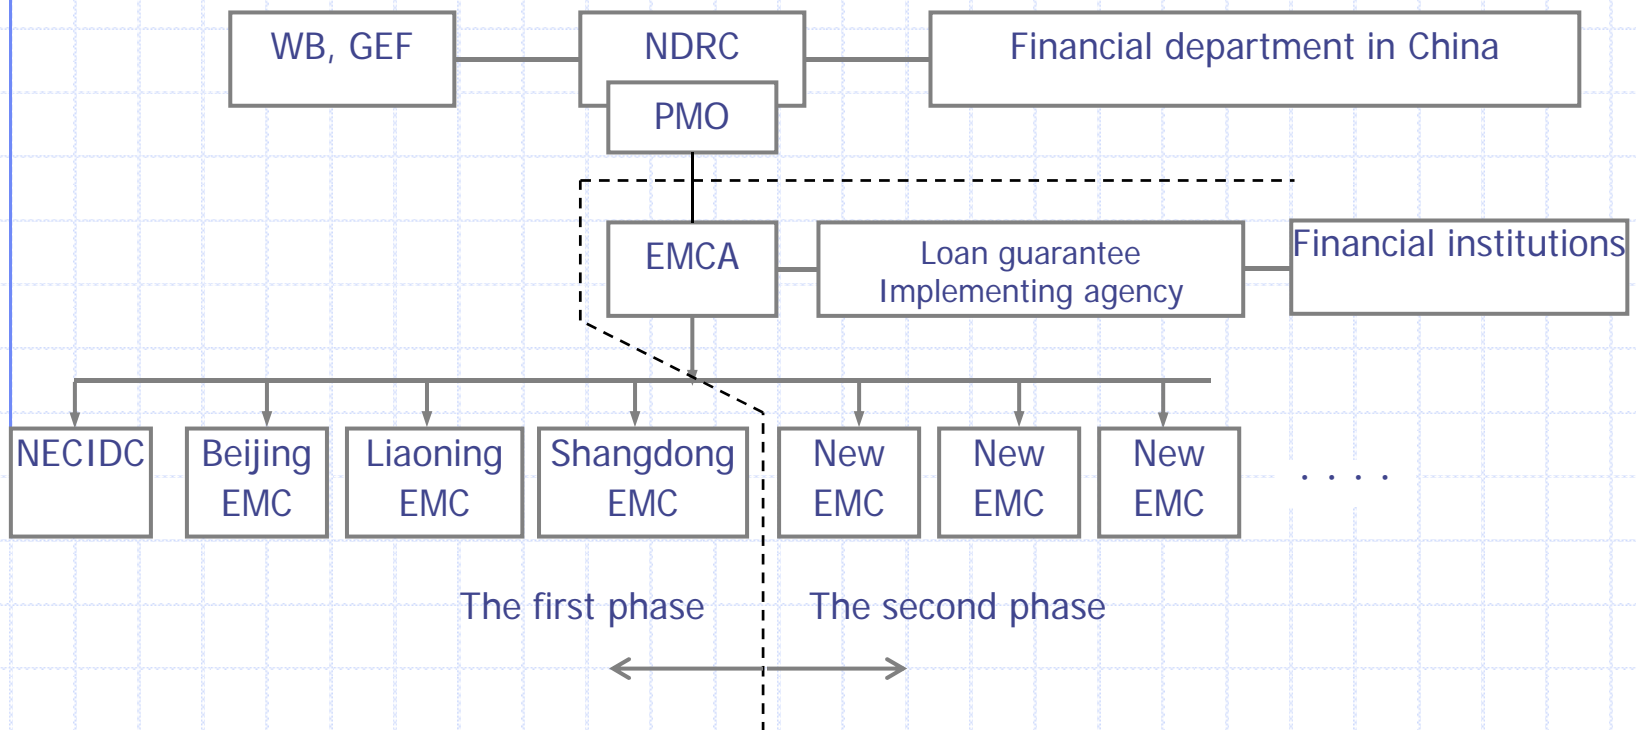 WB, GEF
NDRC
Financial department in China
PMO
EMCA
Loan guarantee
Implementing agency
Financial institutions
NECIDC
Beijing
EMC
Liaoning
EMC
Shangdong
EMC
New
EMC
New
EMC
New
EMC
. . . .
The first phase
The second phase